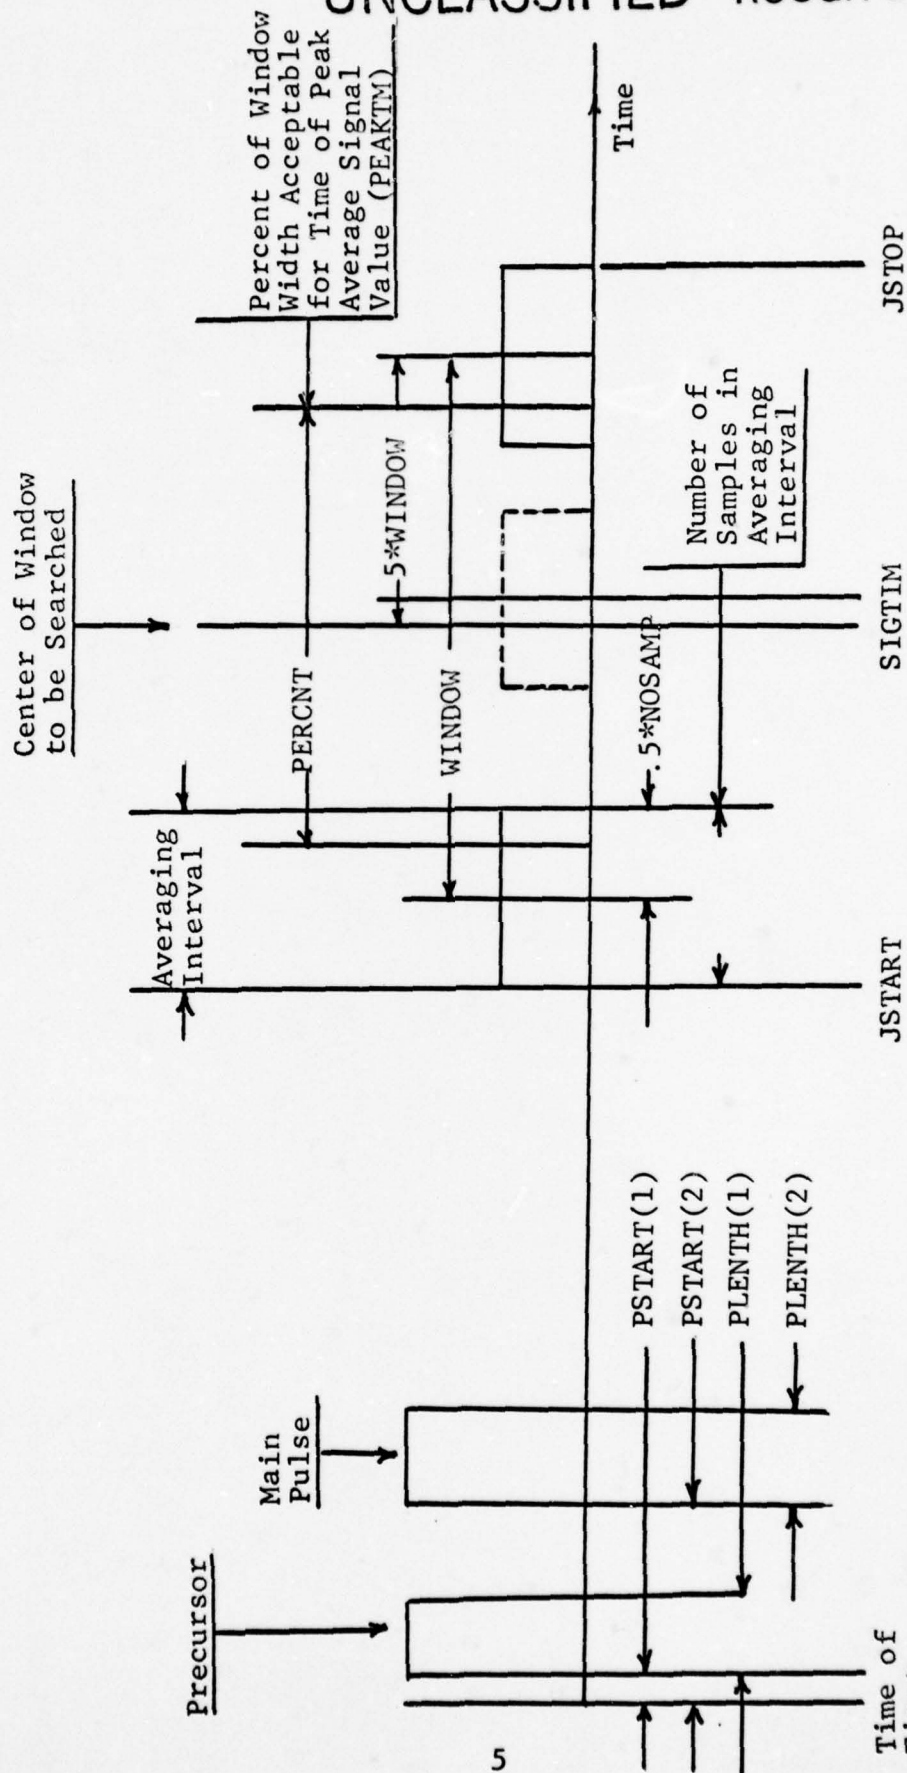 UNCLASSIFIED
Center of Window
to be Searched
Percent of Window
Width Acceptable
for Time of Peak
Average Signal
Value (PEAKTM)
Averaging
Interval
PERCNT
.5*WINDOW
WINDOW
Time
Precursor
Main
Pulse
PSTART(1)
PSTART(2)
PLENTH(1)
PLENTH(2)
.5*NOSAMP
Number of
Samples in
Averaging
Interval
Time of
JSTART
SIGTIM
JSTOP
5